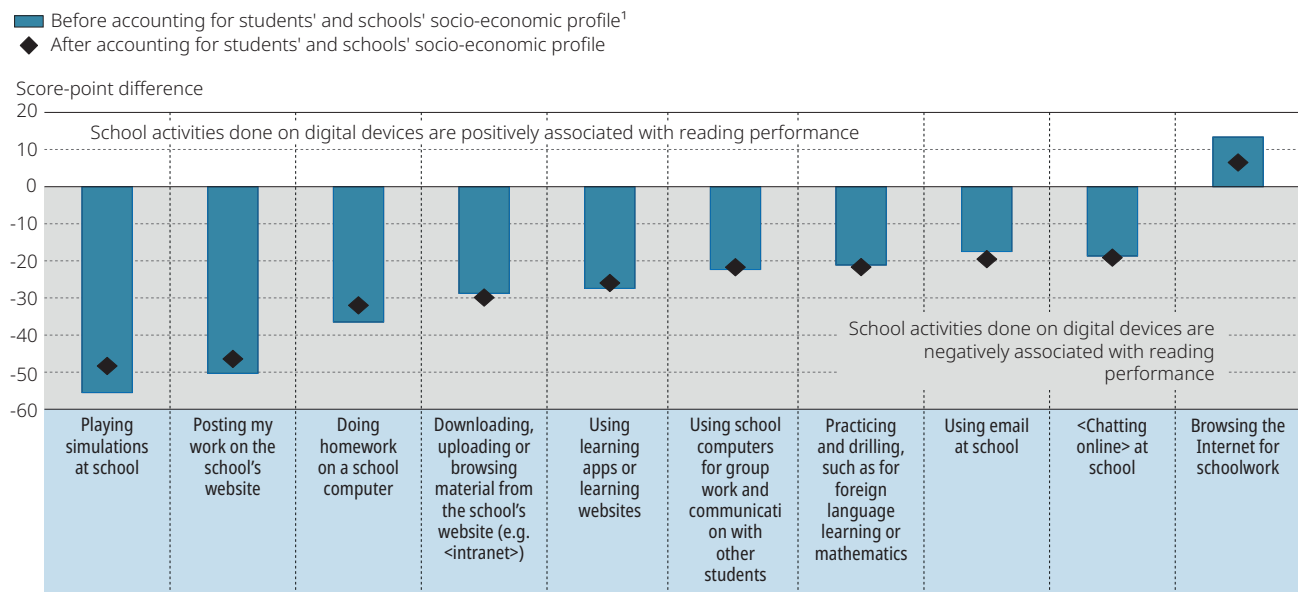 Before accounting for students' and schools' socio-economic profile¹
After accounting for students' and schools' socio-economic profile
Score-point difference
20
10
0
-10
-20
-30
-40
-50
-60
School activities done on digital devices are positively associated with reading performance
School activities done on digital devices are
negatively associated with reading
performance
Playing
simulations
at school
Posting my
work on the
school's
website
Doing
homework
on a school
computer
Downloading,
uploading or
browsing
material from
the school's
website (e.g.
<intranet>)
Using
learning
apps or
learning
websites
Using school
computers
for group
work and
communicati
on with
other
students
Practicing
and drilling,
such as for
foreign
language
learning or
mathematics
Using email
at school
<Chatting
online> at
school
Browsing the
Internet for
schoolwork